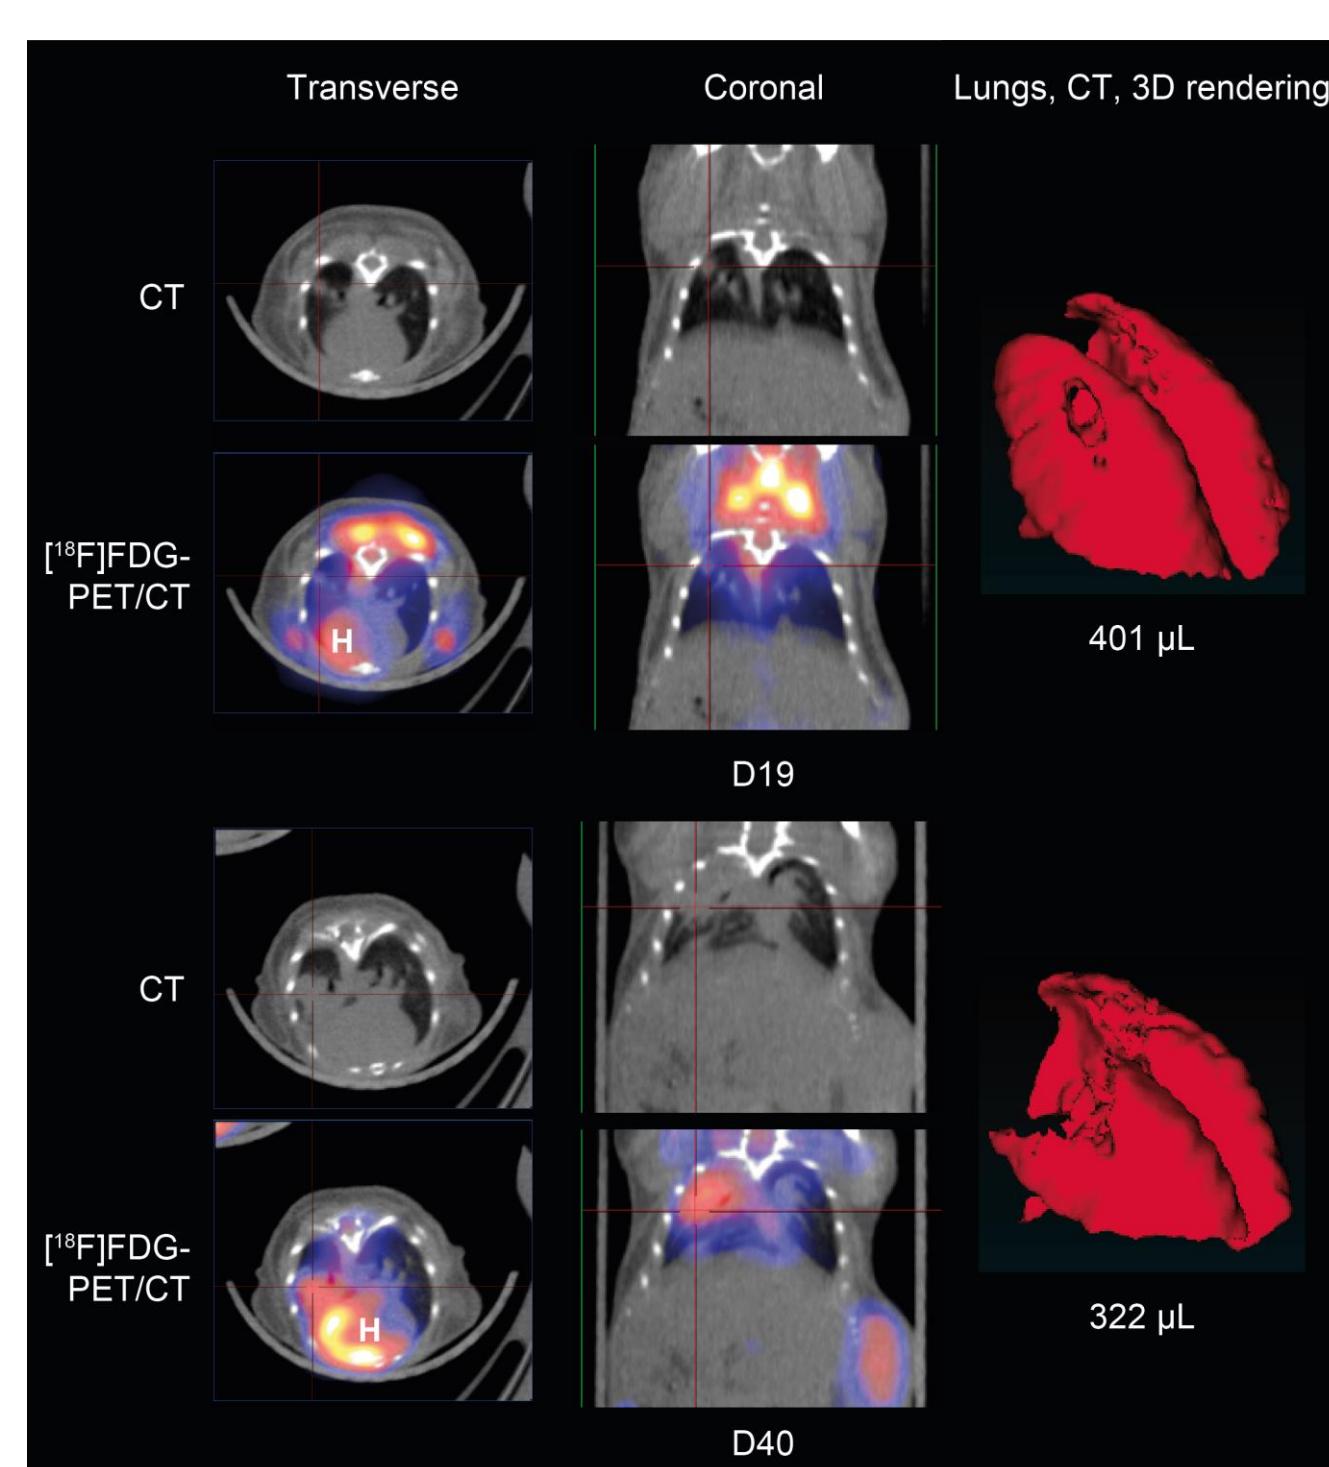 Transverse
Coronal
Lungs, CT, 3D rendering
CT
[¹⁸F]FDG-
PET/CT
H
401 µL
D19
CT
[¹⁸F]FDG-
PET/CT
H
322 µL
D40